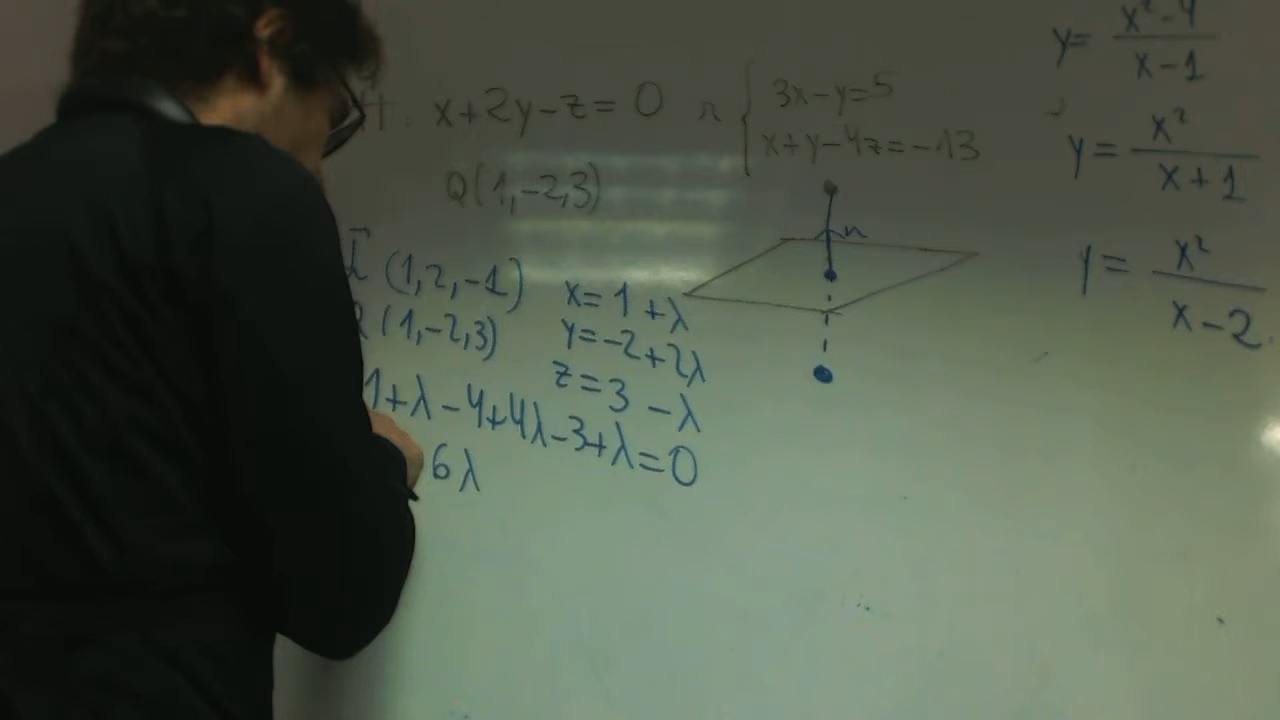 x+2y-z=0 r { 3x-y=5
x+y-4z=-13
Q(1,-2,3)
n
(1,2,-1)
(1,-2,3)
x=1+λ
y=-2+2λ
z=3-λ
1+λ-4+4λ-3+λ=0
6λ
y= x²-4 / x-1
y= x² / x+1
y= x² / x-2